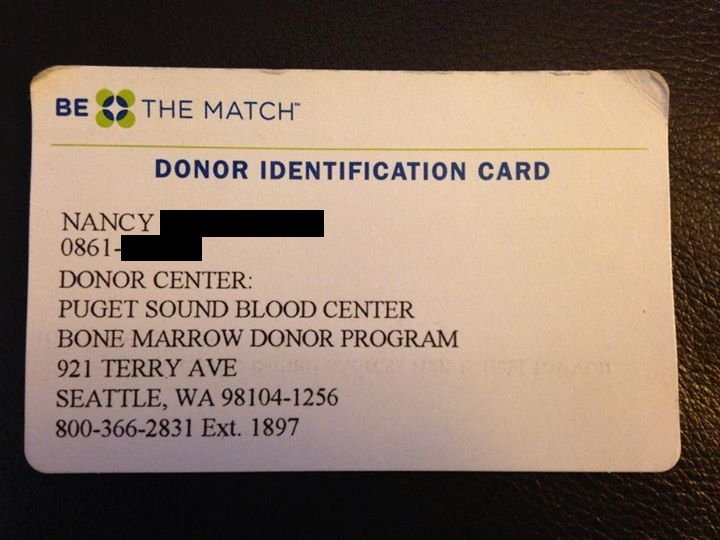 BE THE MATCH™
DONOR IDENTIFICATION CARD
NANCY
0861-
DONOR CENTER:
PUGET SOUND BLOOD CENTER
BONE MARROW DONOR PROGRAM
921 TERRY AVE
SEATTLE, WA 98104-1256
800-366-2831 Ext. 1897